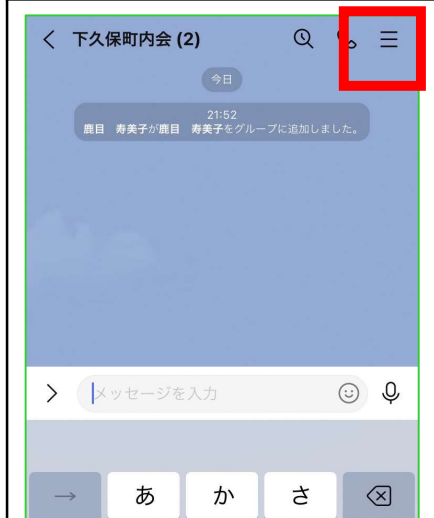 下久保町内会 (2)
今日
21:52
鹿目　寿美子が鹿目　寿美子をグループに追加しました。
メッセージを入力
→ あ か さ